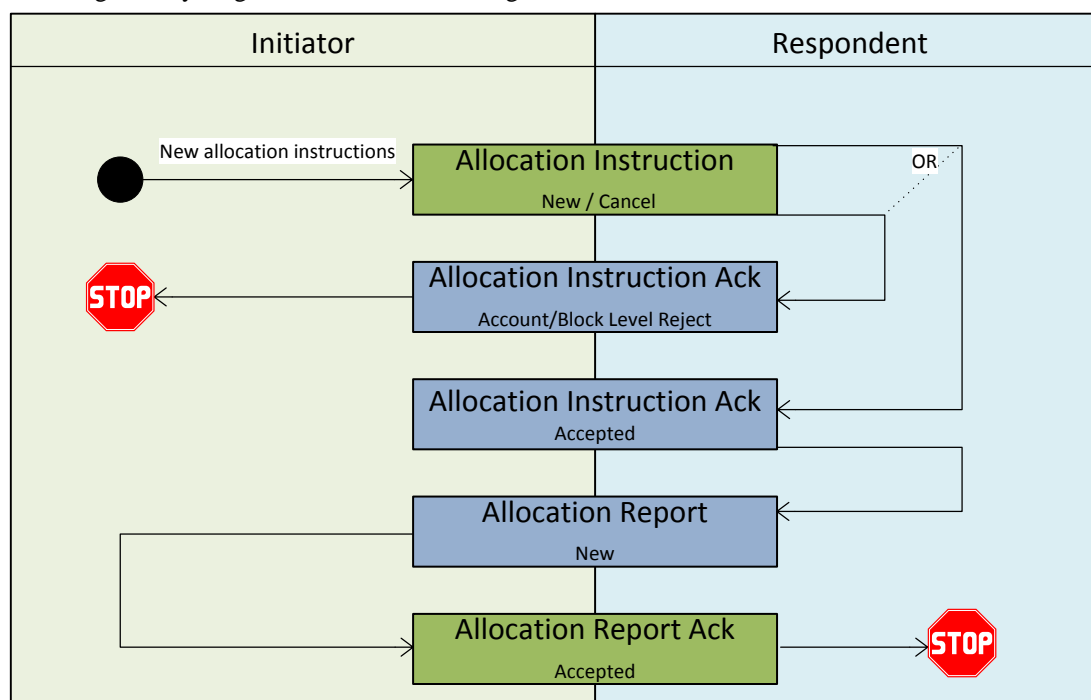 Initiator
Respondent
New allocation instructions
Allocation Instruction
New / Cancel
OR
STOP
Allocation Instruction Ack
Account/Block Level Reject
Allocation Instruction Ack
Accepted
Allocation Report
New
Allocation Report Ack
Accepted
STOP